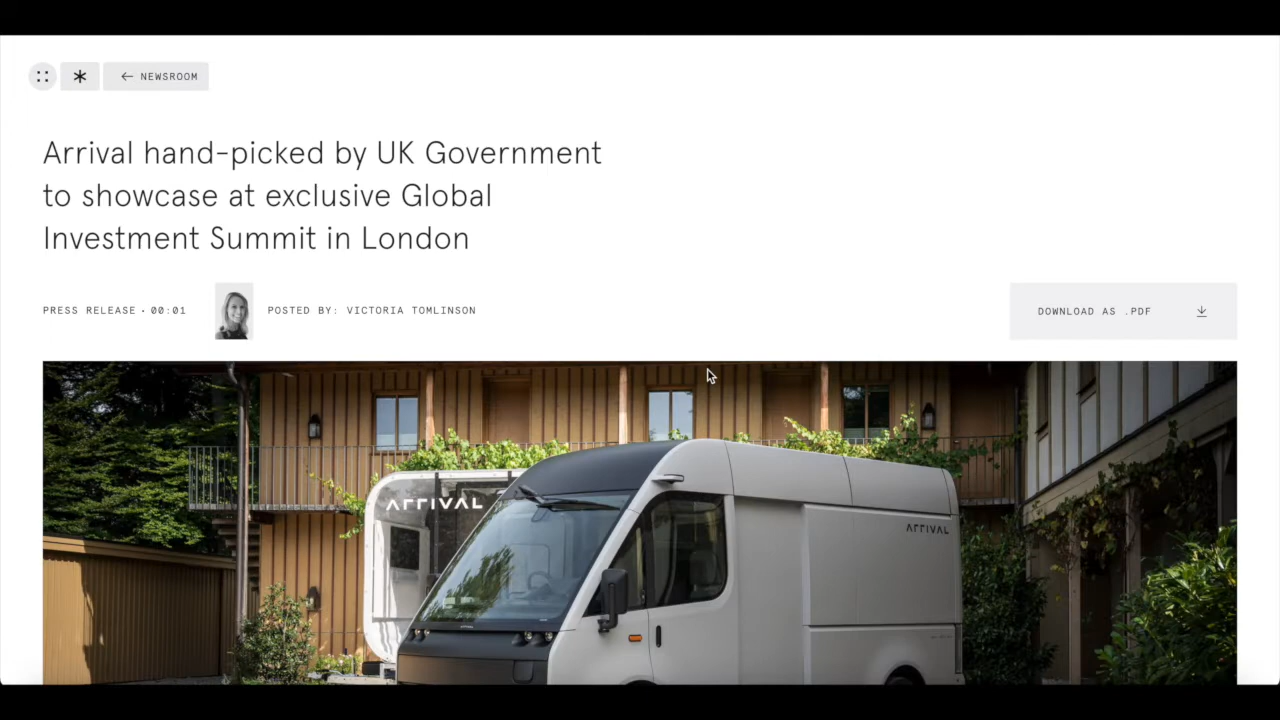 ← NEWSROOM
Arrival hand-picked by UK Government
to showcase at exclusive Global
Investment Summit in London
PRESS RELEASE · 00:01
POSTED BY: VICTORIA TOMLINSON
DOWNLOAD AS .PDF
ARRIVAL
ARRIVAL